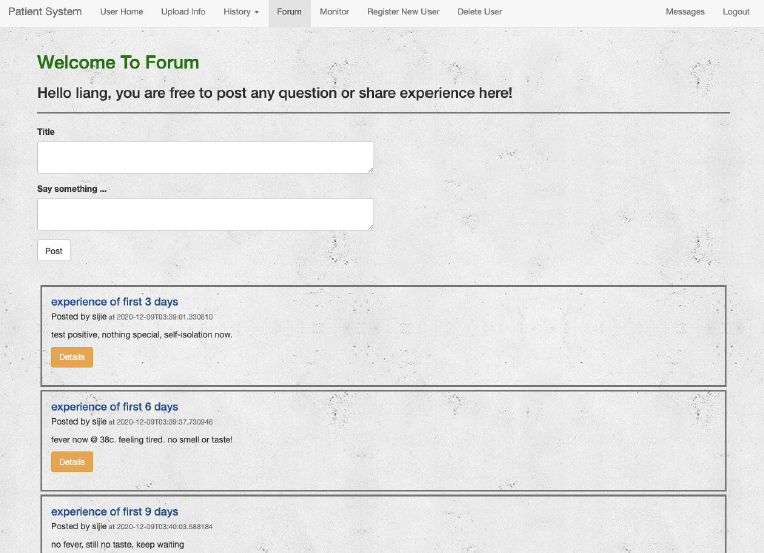 Patient System User Home Upload Info History Forum Monitor Register New User Delete User Messages Logout
Welcome To Forum
Hello liang, you are free to post any question or share experience here!
Title
Say something ...
Post
experience of first 3 days
Posted by sijie at 2020-12-09T03:39:01.330610
test positive, nothing special, self-isolation now.
Details
experience of first 6 days
Posted by sijie at 2020-12-09T03:39:37.730946
fever now @ 38c. feeling tired. no smell or taste!
Details
experience of first 9 days
Posted by sijie at 2020-12-09T03:40:03.588184
no fever, still no taste, keep waiting